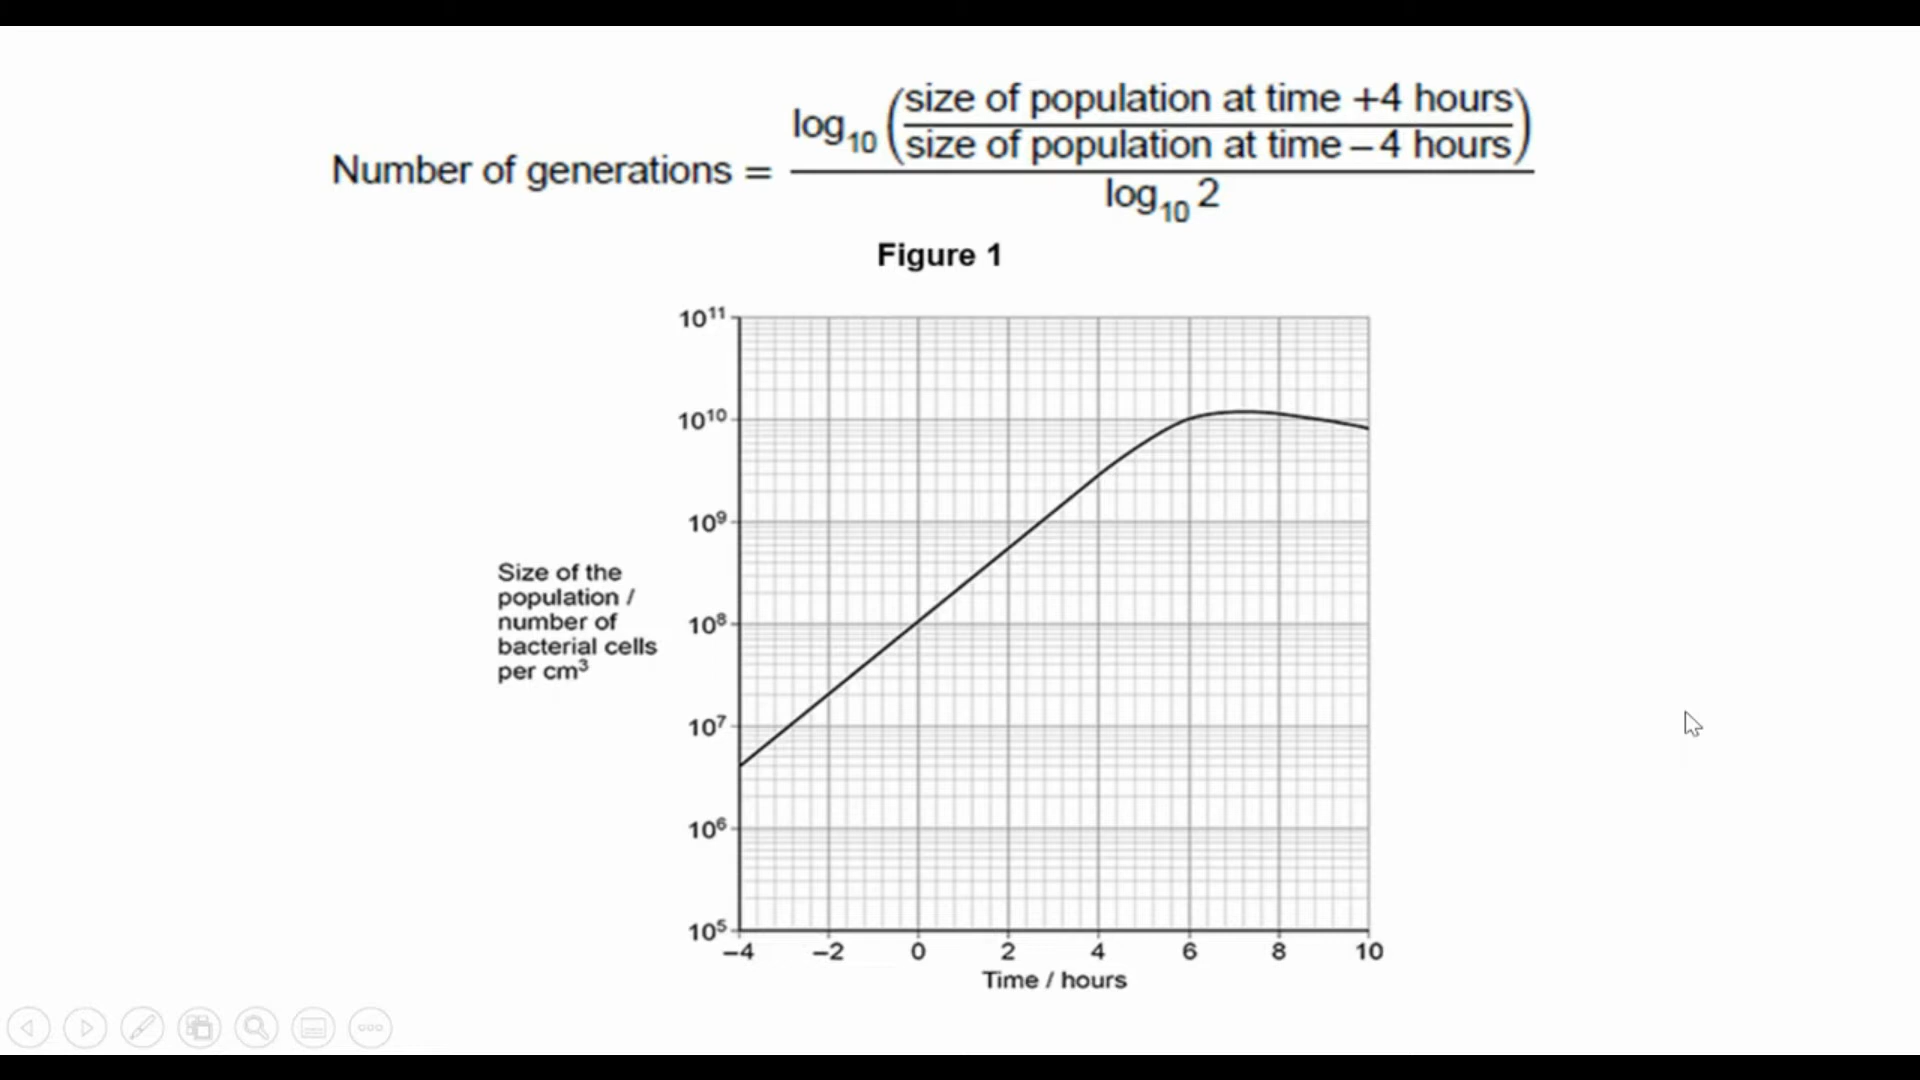 Number of generations = log₁₀ (size of population at time +4 hours / size of population at time – 4 hours) / log₁₀ 2
Figure 1
10¹¹
10¹⁰
10⁹
10⁸
10⁷
10⁶
10⁵
Size of the
population /
number of
bacterial cells
per cm³
–4 –2 0 2 4 6 8 10
Time / hours